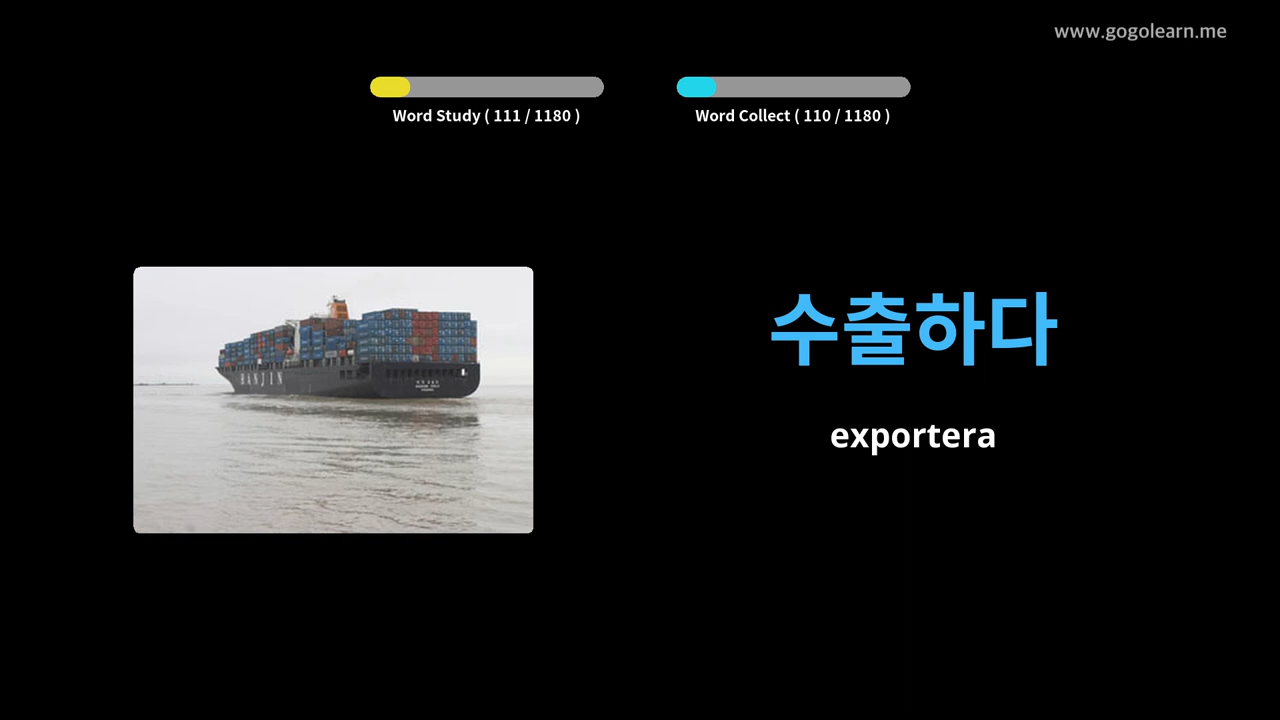 www.gogolearn.me
Word Study ( 111 / 1180 )
Word Collect ( 110 / 1180 )
수출하다
exportera
HANJIN